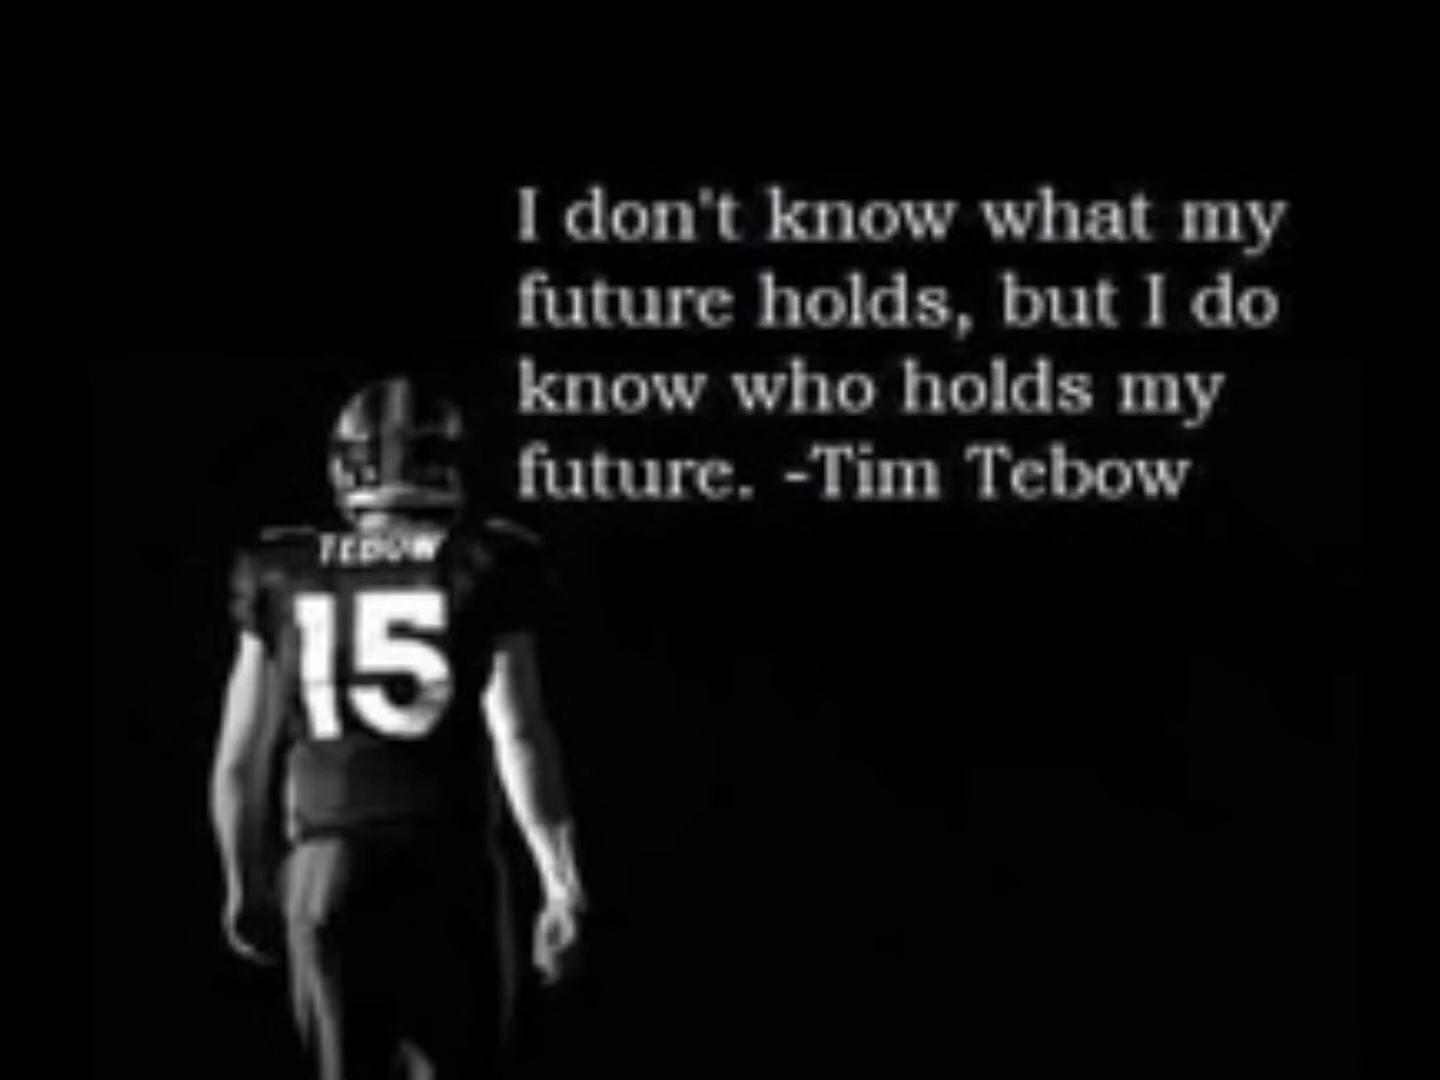 I don't know what my
future holds, but I do
know who holds my
future. -Tim Tebow
TEBOW
15